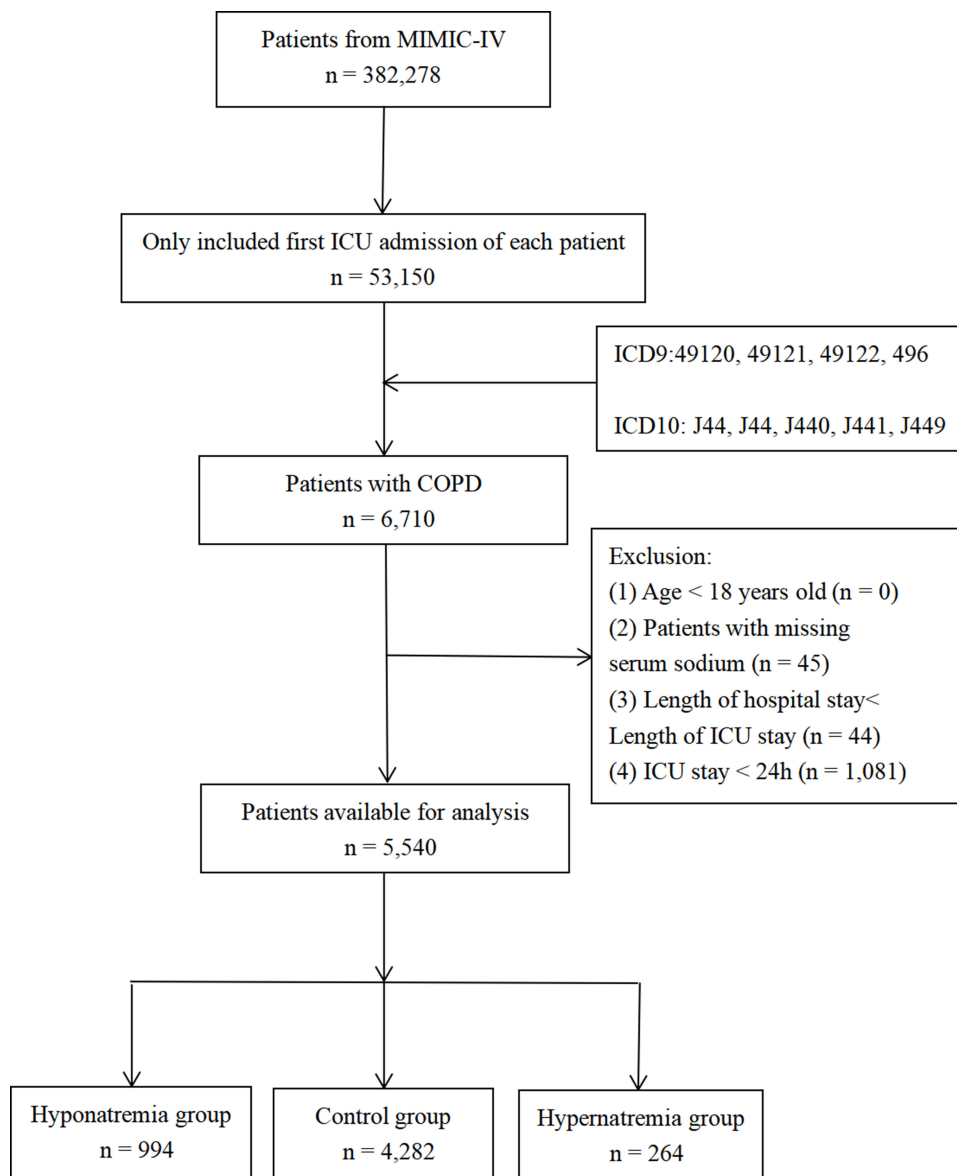 Patients from MIMIC-IV
n = 382,278
Only included first ICU admission of each patient
n = 53,150
ICD9:49120, 49121, 49122, 496
ICD10: J44, J44, J440, J441, J449
Patients with COPD
n = 6,710
Exclusion:
(1) Age < 18 years old (n = 0)
(2) Patients with missing
serum sodium (n = 45)
(3) Length of hospital stay<
Length of ICU stay (n = 44)
(4) ICU stay < 24h (n = 1,081)
Patients available for analysis
n = 5,540
Hyponatremia group
n = 994
Control group
n = 4,282
Hypernatremia group
n = 264